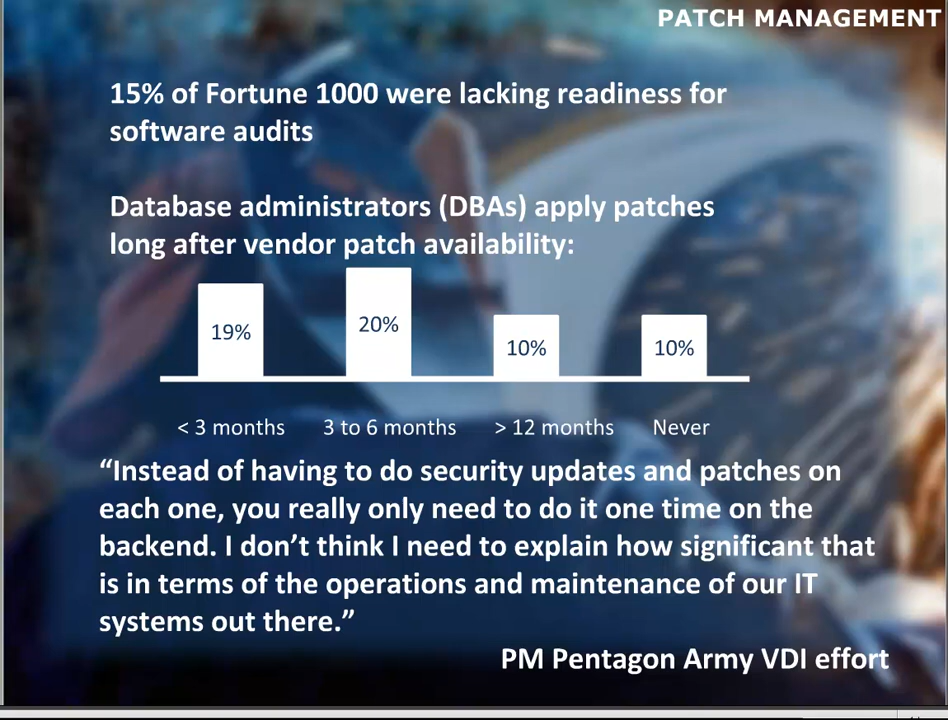 PATCH MANAGEMENT
15% of Fortune 1000 were lacking readiness for
software audits
Database administrators (DBAs) apply patches
long after vendor patch availability:
19%
20%
10%
10%
< 3 months
3 to 6 months
> 12 months
Never
“Instead of having to do security updates and patches on
each one, you really only need to do it one time on the
backend. I don’t think I need to explain how significant that
is in terms of the operations and maintenance of our IT
systems out there.”
PM Pentagon Army VDI effort